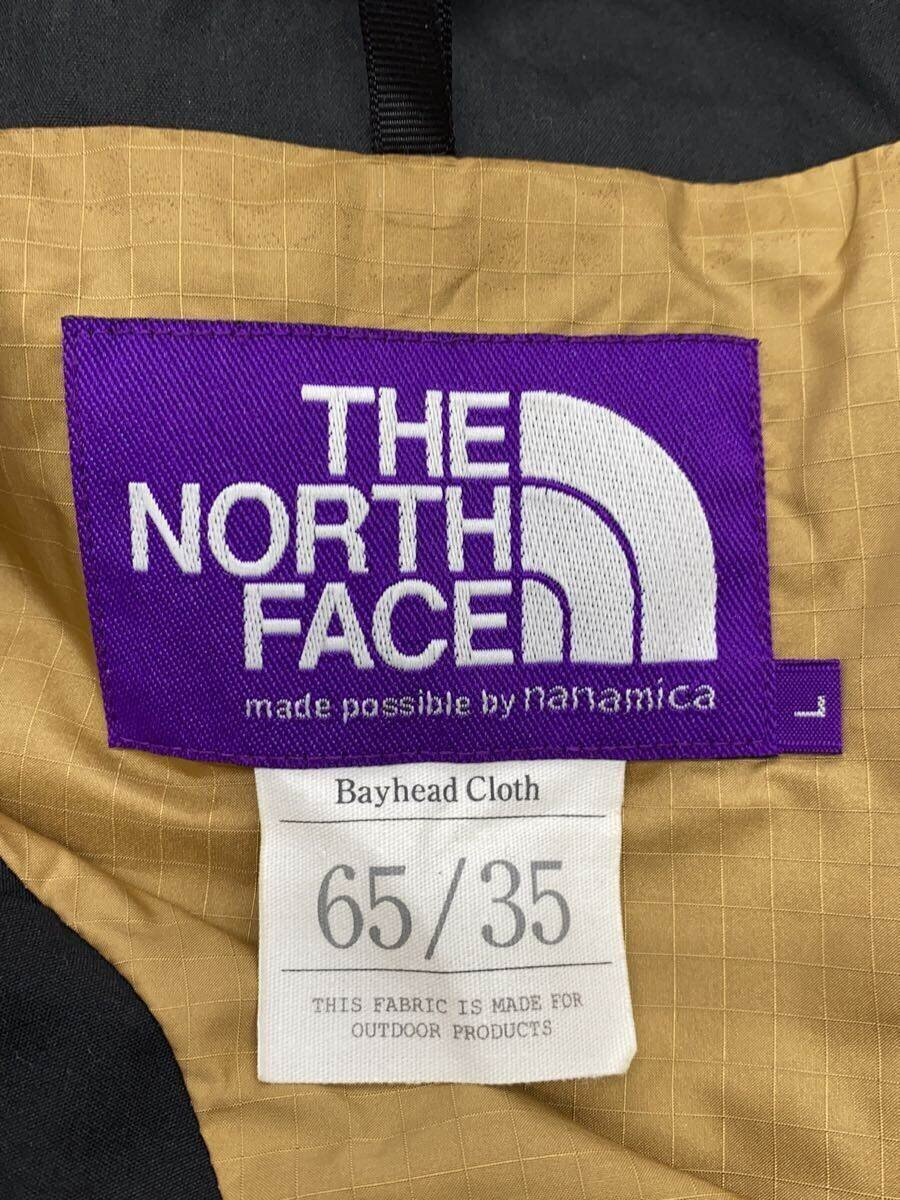 THE
NORTH
FACE
made possible by nanamica
L
Bayhead Cloth
65/35
THIS FABRIC IS MADE FOR
OUTDOOR PRODUCTS